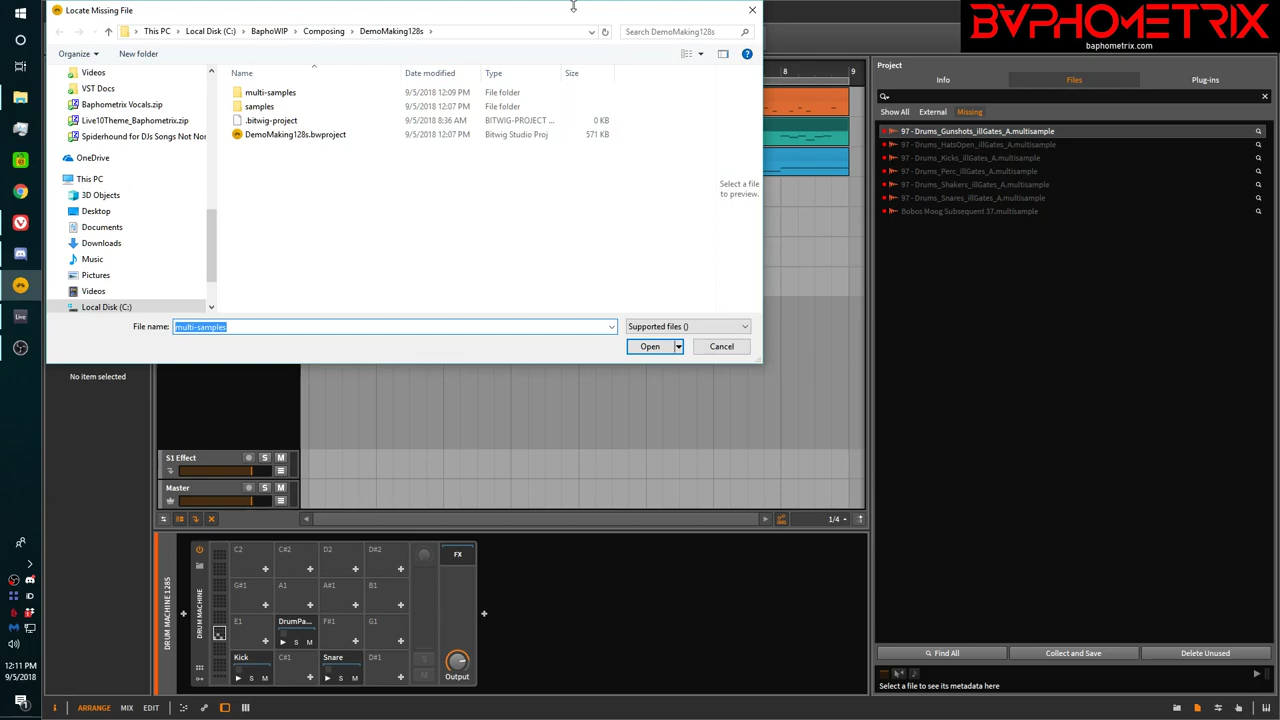 Locate Missing File
This PC > Local Disk (C:) > BaphoWIP > Composing > DemoMaking128s >
Search DemoMaking128s
Organize
New folder
Name
Date modified
Type
Size
multi-samples
9/5/2018 12:09 PM
File folder
samples
9/5/2018 12:07 PM
File folder
.bitwig-project
9/5/2018 8:36 AM
BITWIG-PROJECT ...
0 KB
DemoMaking128s.bwproject
9/5/2018 12:07 PM
Bitwig Studio Proj
571 KB
Videos
VST Docs
Baphometrix Vocals.zip
Live10Theme_Baphometrix.zip
Spiderhound for DJs Songs Not Nor
OneDrive
This PC
3D Objects
Desktop
Documents
Downloads
Music
Pictures
Videos
Local Disk (C:)
Select a file
to preview.
File name:
multi-samples
Supported files ()
Open
Cancel
BAPHOMETRIX
baphometrix.com
Project
Info
Files
Plug-ins
Show All
External
Missing
97 - Drums_Gunshots_illGates_A.multisample
97 - Drums_HatsOpen_illGates_A.multisample
97 - Drums_Kicks_illGates_A.multisample
97 - Drums_Perc_illGates_A.multisample
97 - Drums_Shakers_illGates_A.multisample
97 - Drums_Snares_illGates_A.multisample
Bobos Moog Subsequent 37.multisample
8
9
No item selected
S1 Effect
S
M
Master
S
M
1/4
DRUM MACHINE128S
DRUM MACHINE
C2
C#2
D2
D#2
G#1
A1
A#1
B1
E1
DrumPa...
F#1
G1
S M
Kick
C#1
Snare
D#1
S M
S M
S
M
FX
Output
Find All
Collect and Save
Delete Unused
Select a file to see its metadata here
ARRANGE
MIX
EDIT
Live
ID
12:11 PM
9/5/2018